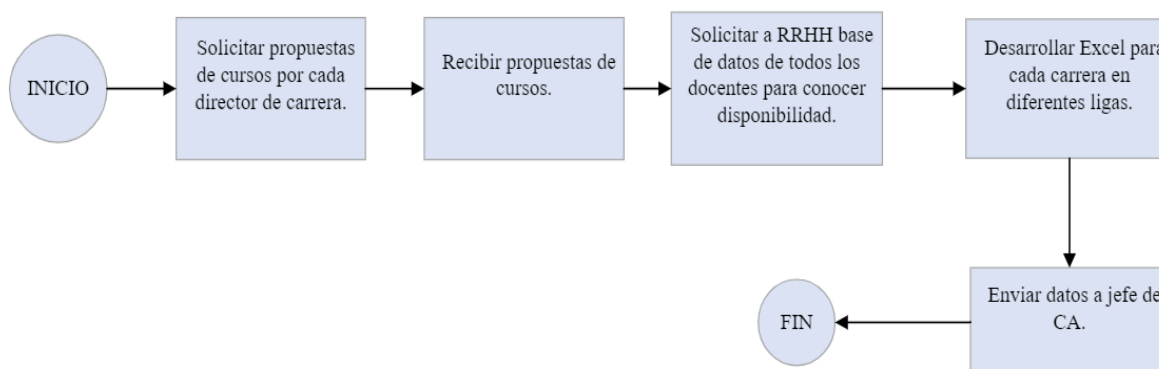 INICIO
Solicitar propuestas
de cursos por cada
director de carrera.
Recibir propuestas de
cursos.
Solicitar a RRHH base
de datos de todos los
docentes para conocer
disponibilidad.
Desarrollar Excel para
cada carrera en
diferentes ligas.
Enviar datos a jefe de
CA.
FIN